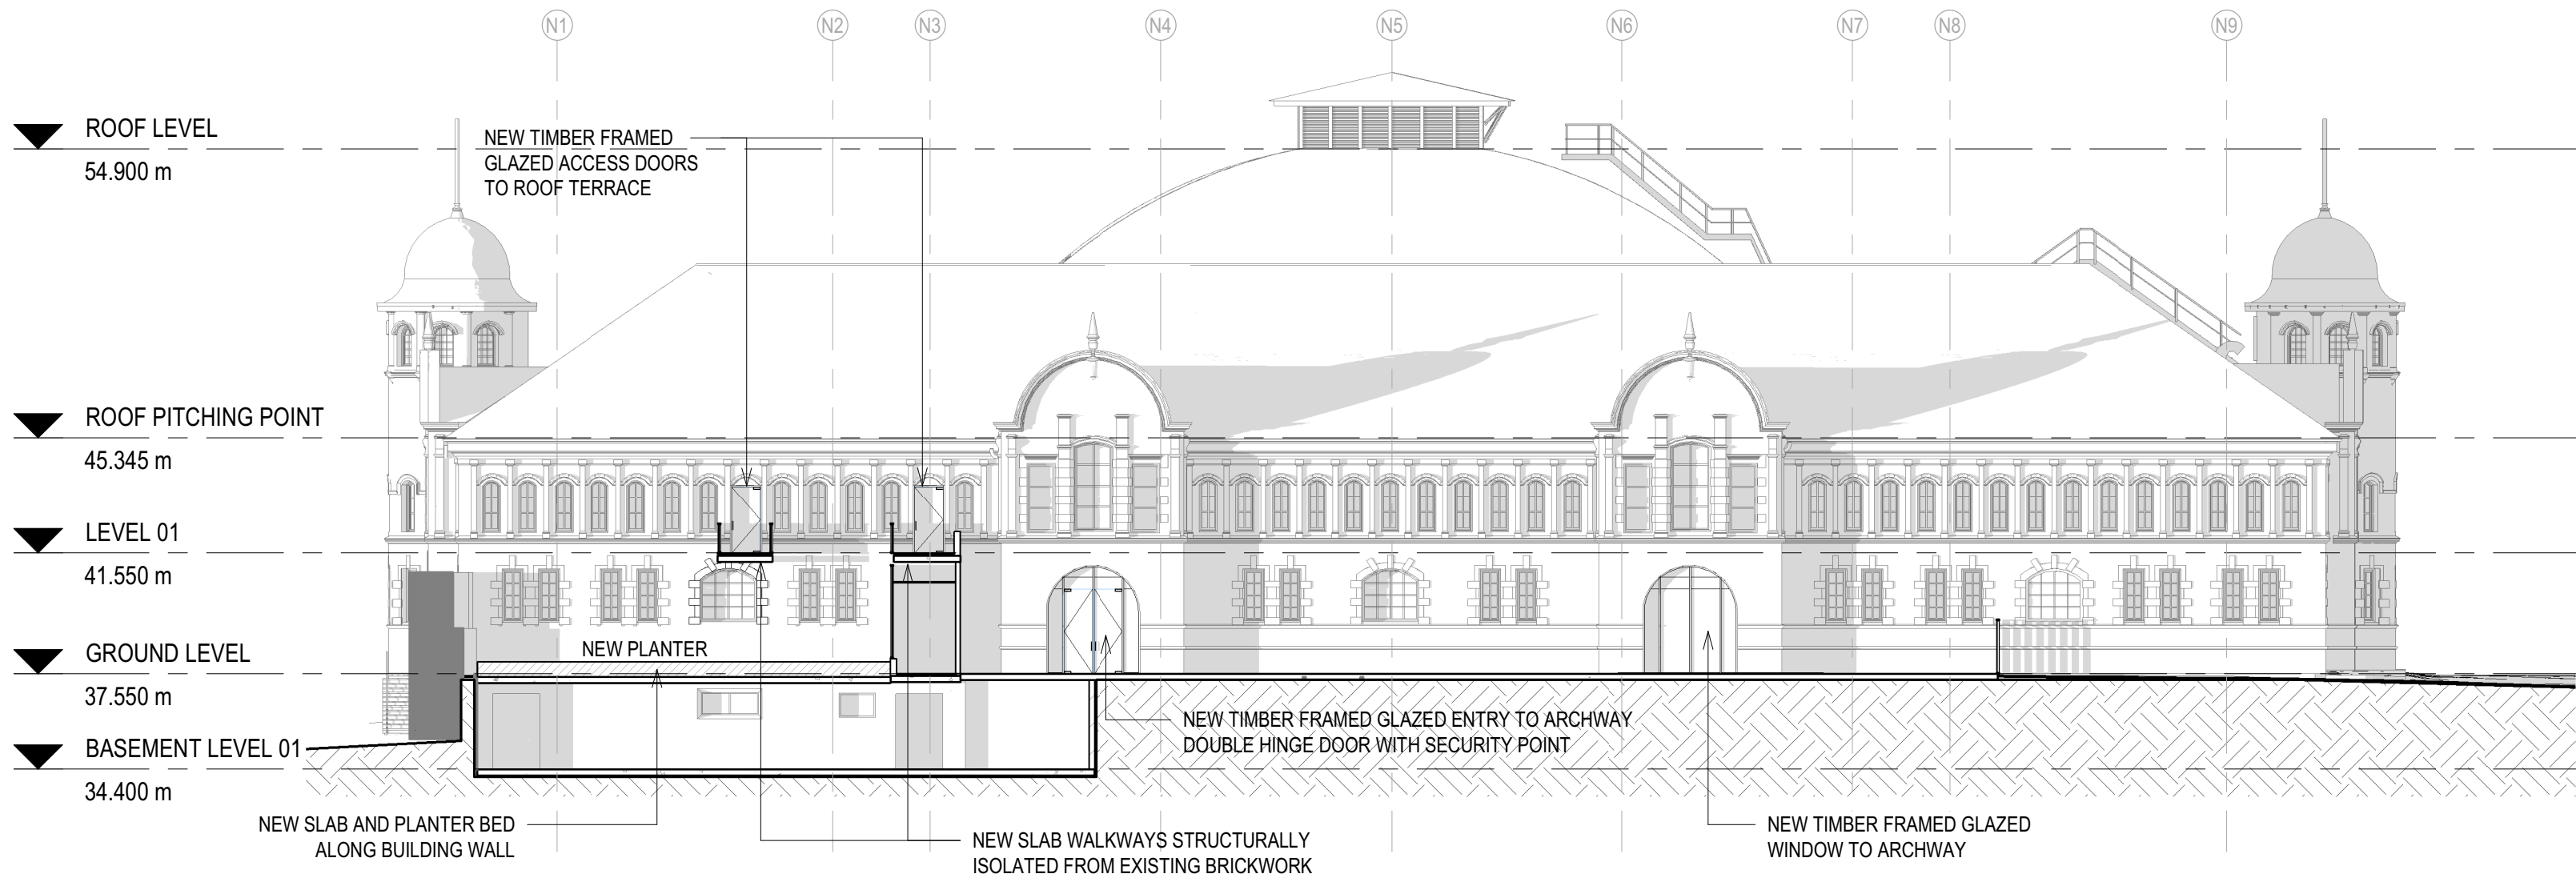 N1
N2
N3
N4
N5
N6
N7
N8
N9
ROOF LEVEL
54.900 m
NEW TIMBER FRAMED
GLAZED ACCESS DOORS
TO ROOF TERRACE
ROOF PITCHING POINT
45.345 m
LEVEL 01
41.550 m
GROUND LEVEL
37.550 m
NEW PLANTER
BASEMENT LEVEL 01
34.400 m
NEW TIMBER FRAMED GLAZED ENTRY TO ARCHWAY
DOUBLE HINGE DOOR WITH SECURITY POINT
NEW SLAB AND PLANTER BED
ALONG BUILDING WALL
NEW SLAB WALKWAYS STRUCTURALLY
ISOLATED FROM EXISTING BRICKWORK
NEW TIMBER FRAMED GLAZED
WINDOW TO ARCHWAY